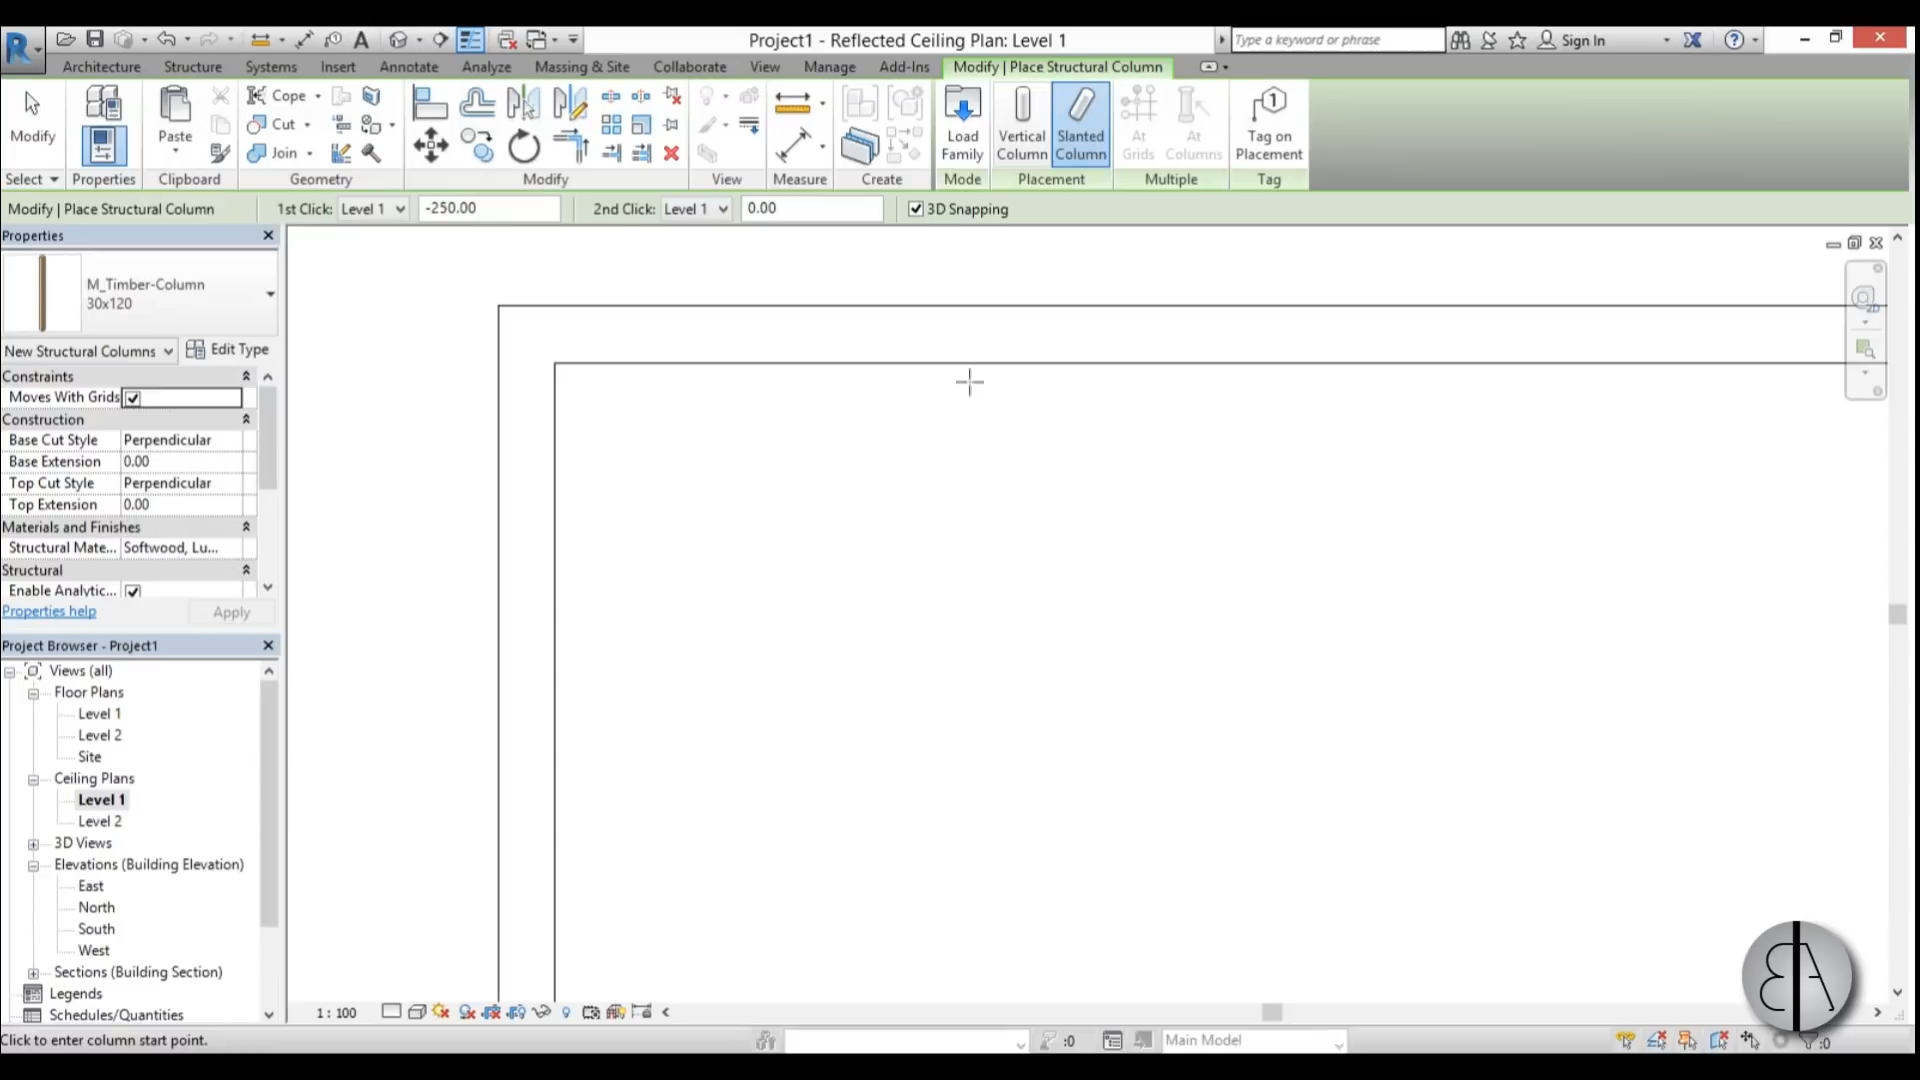 Project1 - Reflected Ceiling Plan: Level 1
Type a keyword or phrase
Sign In
Architecture Structure Systems Insert Annotate Analyze Massing & Site Collaborate View Manage Add-Ins Modify | Place Structural Column
Modify
Paste
Cope
Cut
Join
Load Family
Vertical Column
Slanted Column
At Grids
At Columns
Tag on Placement
Select Properties Clipboard Geometry Modify View Measure Create Mode Placement Multiple Tag
Modify | Place Structural Column 1st Click: Level 1 -250.00 2nd Click: Level 1 0.00 3D Snapping
Properties
M_Timber-Column
30x120
New Structural Columns Edit Type
Constraints
Moves With Grids
Construction
Base Cut Style Perpendicular
Base Extension 0.00
Top Cut Style Perpendicular
Top Extension 0.00
Materials and Finishes
Structural Mate... Softwood, Lu...
Structural
Enable Analytic...
Properties help Apply
Project Browser - Project1
Views (all)
Floor Plans
Level 1
Level 2
Site
Ceiling Plans
Level 1
Level 2
3D Views
Elevations (Building Elevation)
East
North
South
West
Sections (Building Section)
Legends
Schedules/Quantities
1 : 100
Click to enter column start point.
:0
Main Model
:0
2D
BA